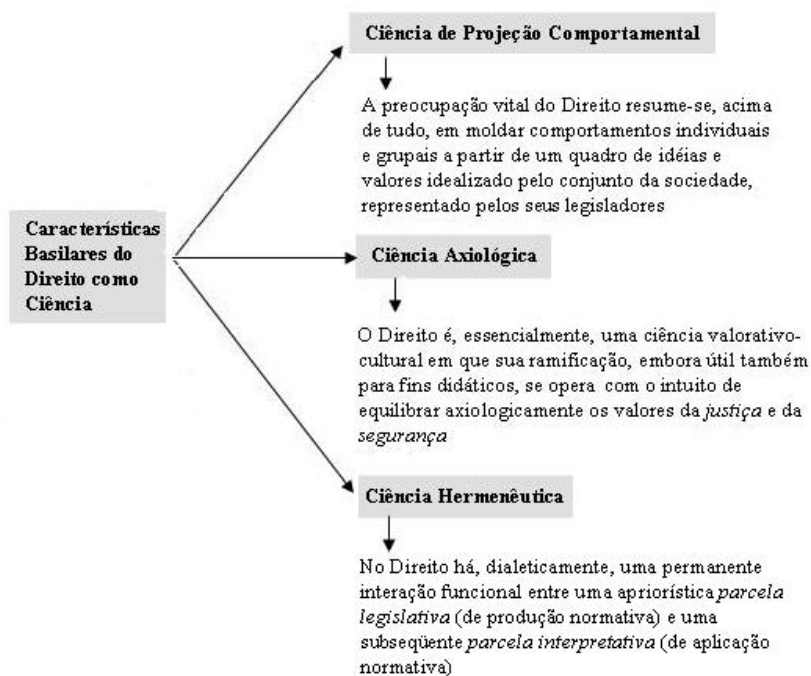 Ciência de Projeção Comportamental
A preocupação vital do Direito resume-se, acima
de tudo, em moldar comportamentos individuais
e grupais a partir de um quadro de idéias e
valores idealizado pelo conjunto da sociedade,
representado pelos seus legisladores
Características
Basilares do
Direito como
Ciência
Ciência Axiológica
O Direito é, essencialmente, uma ciência valorativo-
cultural em que sua ramificação, embora útil também
para fins didáticos, se opera com o intuito de
equilibrar axiologicamente os valores da justiça e da
segurança
Ciência Hermenêutica
No Direito há, dialeticamente, uma permanente
interação funcional entre uma apriorística parcela
legislativa (de produção normativa) e uma
subseqüente parcela interpretativa (de aplicação
normativa)